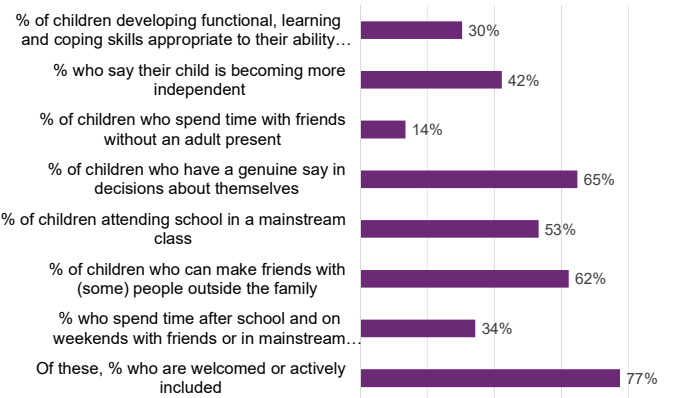 % of children developing functional, learning
and coping skills appropriate to their ability…
30%
% who say their child is becoming more
independent
42%
% of children who spend time with friends
without an adult present
14%
% of children who have a genuine say in
decisions about themselves
65%
% of children attending school in a mainstream
class
53%
% of children who can make friends with
(some) people outside the family
62%
% who spend time after school and on
weekends with friends or in mainstream…
34%
Of these, % who are welcomed or actively
included
77%